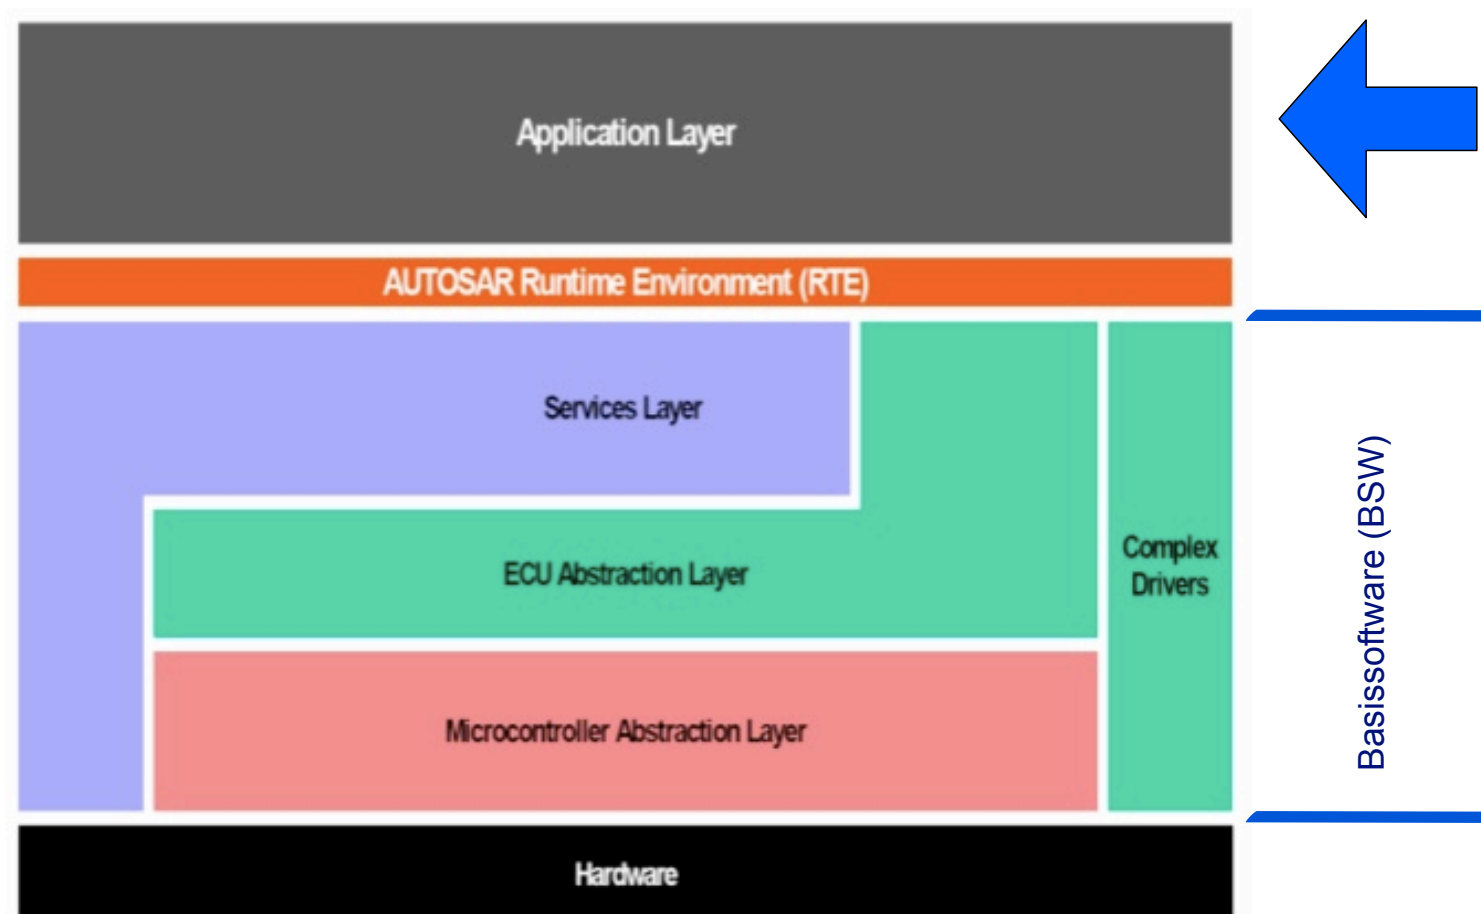 Application Layer
AUTOSAR Runtime Environment (RTE)
Services Layer
ECU Abstraction Layer
Complex
Drivers
Microcontroller Abstraction Layer
Hardware
Basissoftware (BSW)